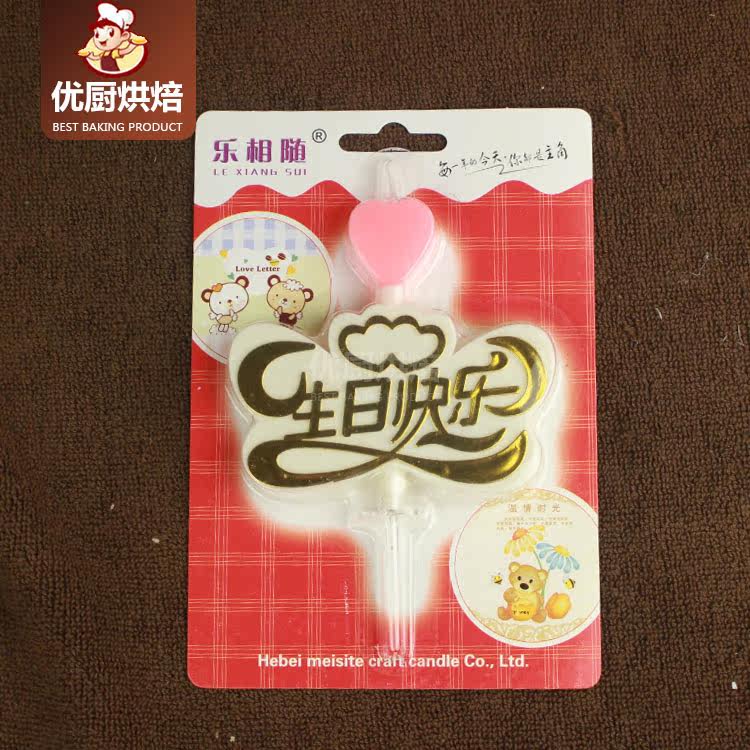 优厨烘焙
BEST BAKING PRODUCT
乐相随®
LE XIANG SUI
每一年的今天·你都是主角
Love Letter
生日快乐
温情时光
Hebei meisite craft candle Co., Ltd.